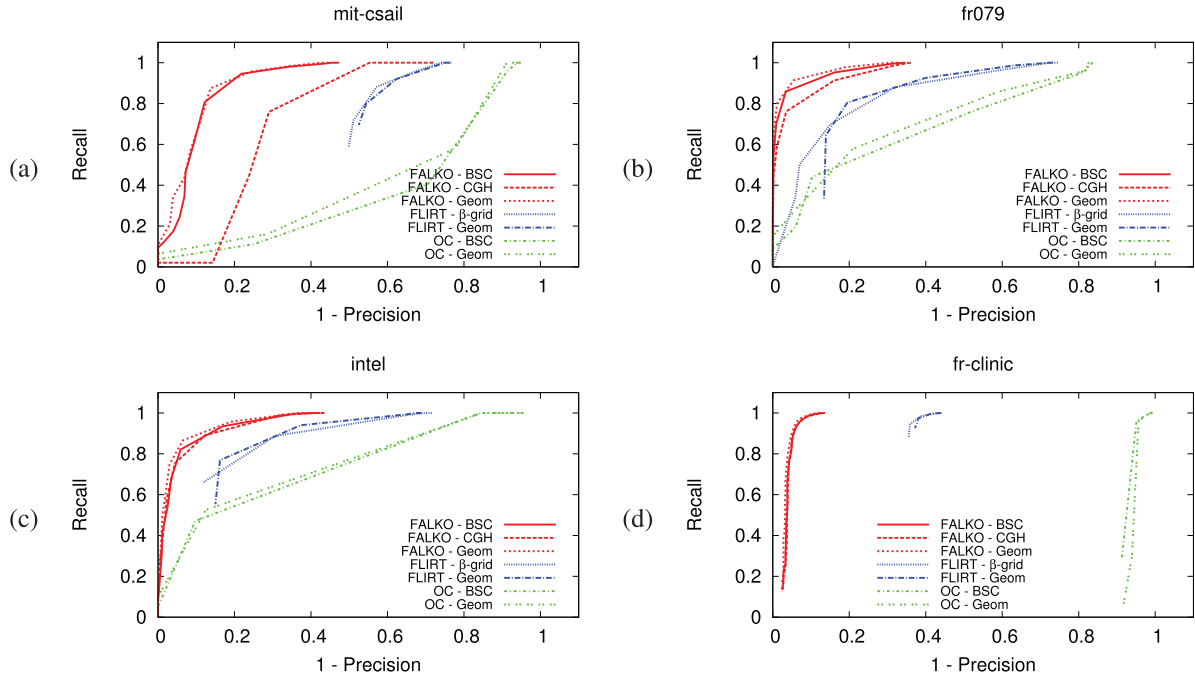 mit-csail
(a)
Recall
1
0.8
0.6
0.4
0.2
0
FALKO - BSC
FALKO - CGH
FALKO - Geom
FLIRT - β-grid
FLIRT - Geom
OC - BSC
OC - Geom
0 0.2 0.4 0.6 0.8 1
1 - Precision
fr079
(b)
Recall
1
0.8
0.6
0.4
0.2
0
FALKO - BSC
FALKO - CGH
FALKO - Geom
FLIRT - β-grid
FLIRT - Geom
OC - BSC
OC - Geom
0 0.2 0.4 0.6 0.8 1
1 - Precision
intel
(c)
Recall
1
0.8
0.6
0.4
0.2
0
FALKO - BSC
FALKO - CGH
FALKO - Geom
FLIRT - β-grid
FLIRT - Geom
OC - BSC
OC - Geom
0 0.2 0.4 0.6 0.8 1
1 - Precision
fr-clinic
(d)
Recall
1
0.8
0.6
0.4
0.2
0
FALKO - BSC
FALKO - CGH
FALKO - Geom
FLIRT - β-grid
FLIRT - Geom
OC - BSC
OC - Geom
0 0.2 0.4 0.6 0.8 1
1 - Precision